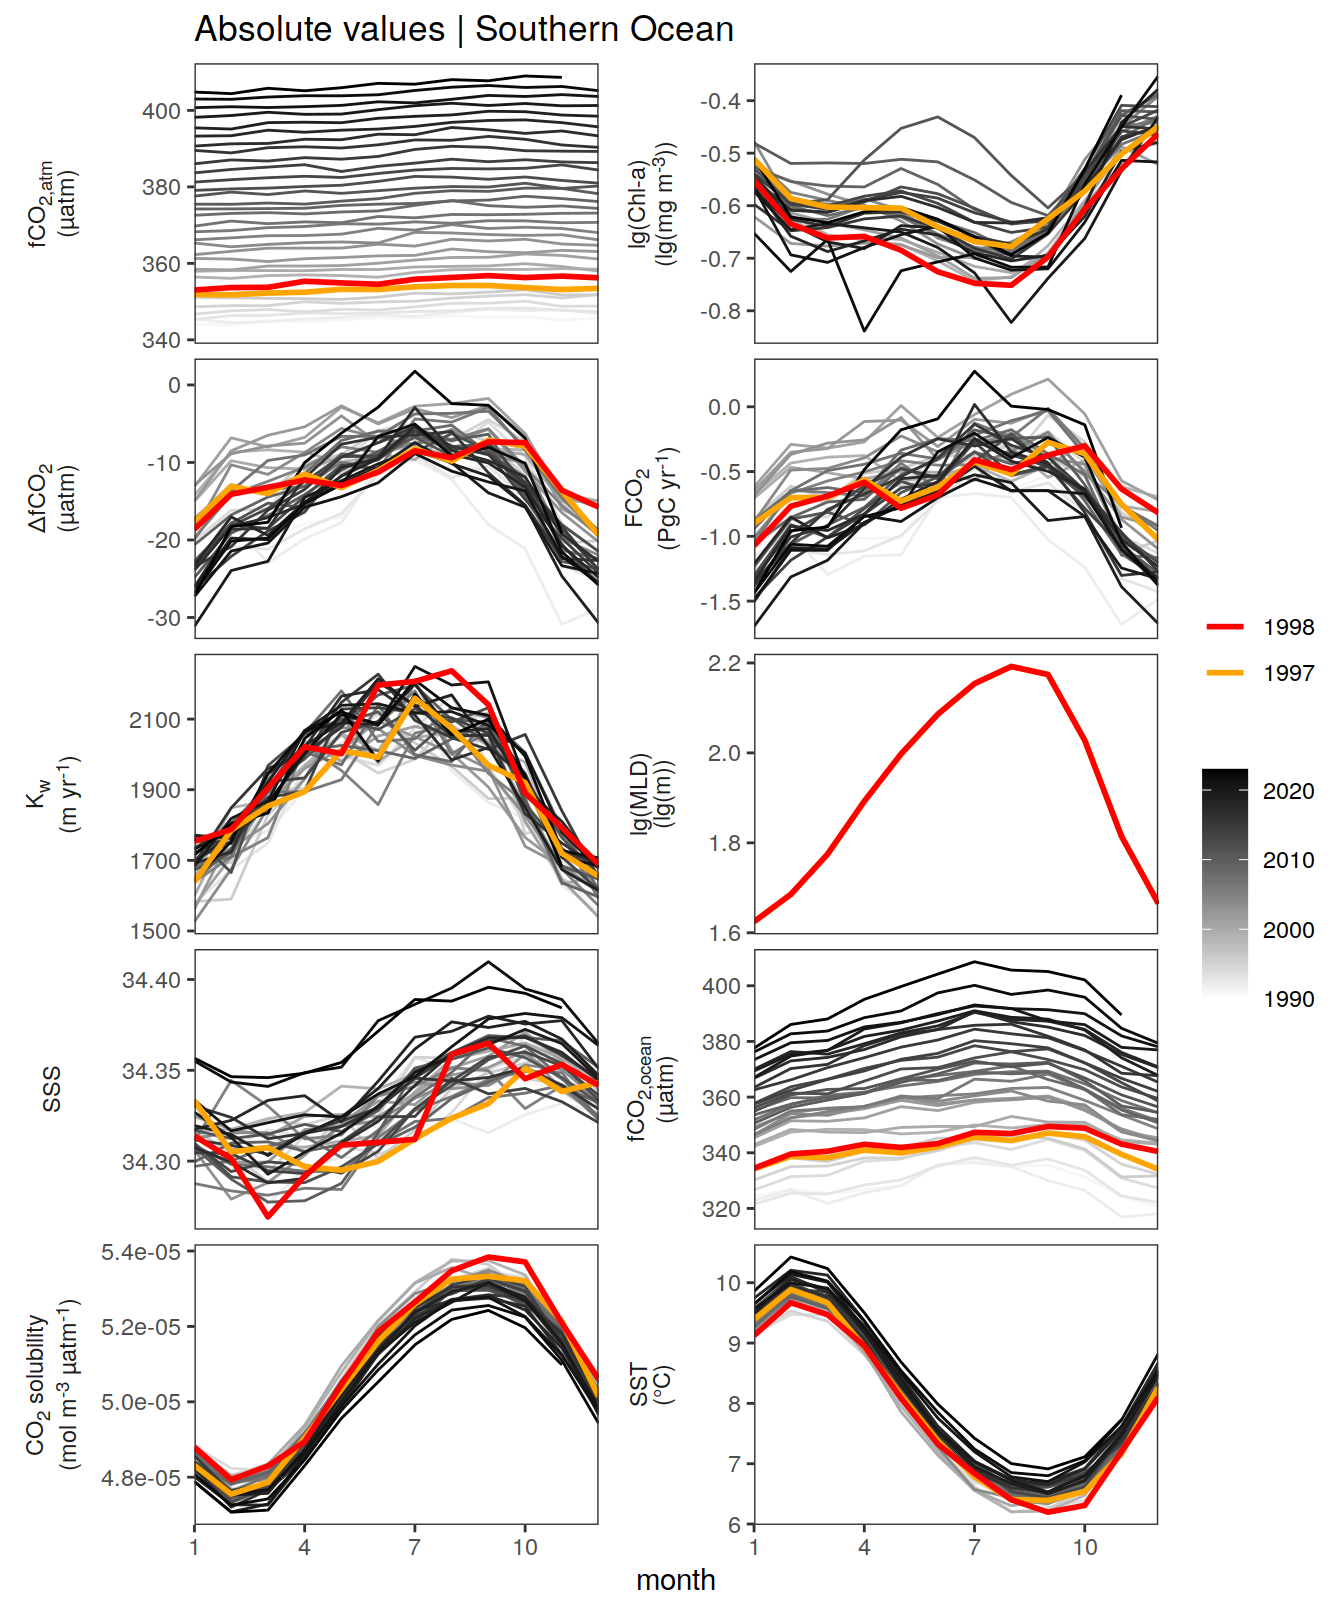 Absolute values | Southern Ocean
fCO2,atm
(µatm)
400
380
360
340
lg(Chl-a)
(lg(mg m-3))
-0.4
-0.5
-0.6
-0.7
-0.8
ΔfCO2
(µatm)
0
-10
-20
-30
FCO2
(PgC yr-1)
0.0
-0.5
-1.0
-1.5
Kw
(m yr-1)
2100
1900
1700
1500
lg(MLD)
(lg(m))
2.2
2.0
1.8
1.6
SSS
34.40
34.35
34.30
fCO2,ocean
(µatm)
400
380
360
340
320
CO2 solubility
(mol m-3 µatm-1)
5.4e-05
5.2e-05
5.0e-05
4.8e-05
SST
(°C)
10
9
8
7
6
1 4 7 10
1 4 7 10
month
1998
1997
2020
2010
2000
1990